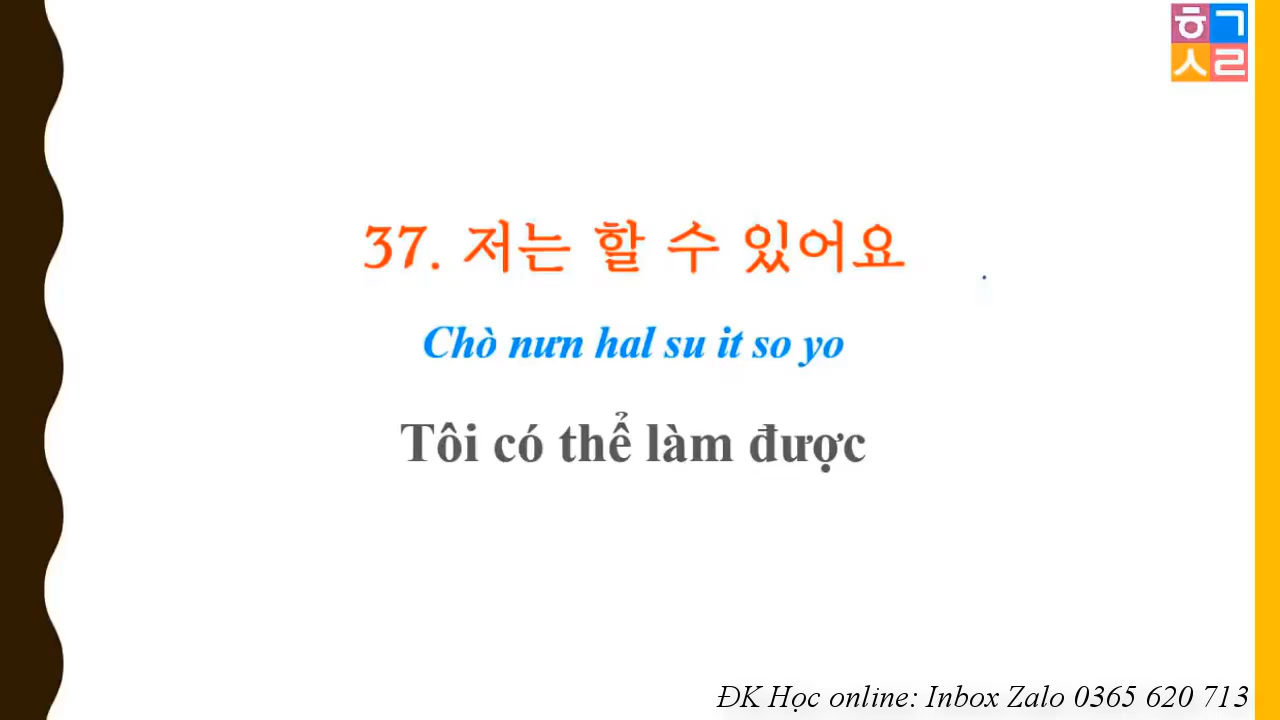 ㅎㄱ
ㅅㄹ
37. 저는 할 수 있어요
Chò nưn hal su it so yo
Tôi có thể làm được
ĐK Học online: Inbox Zalo 0365 620 713